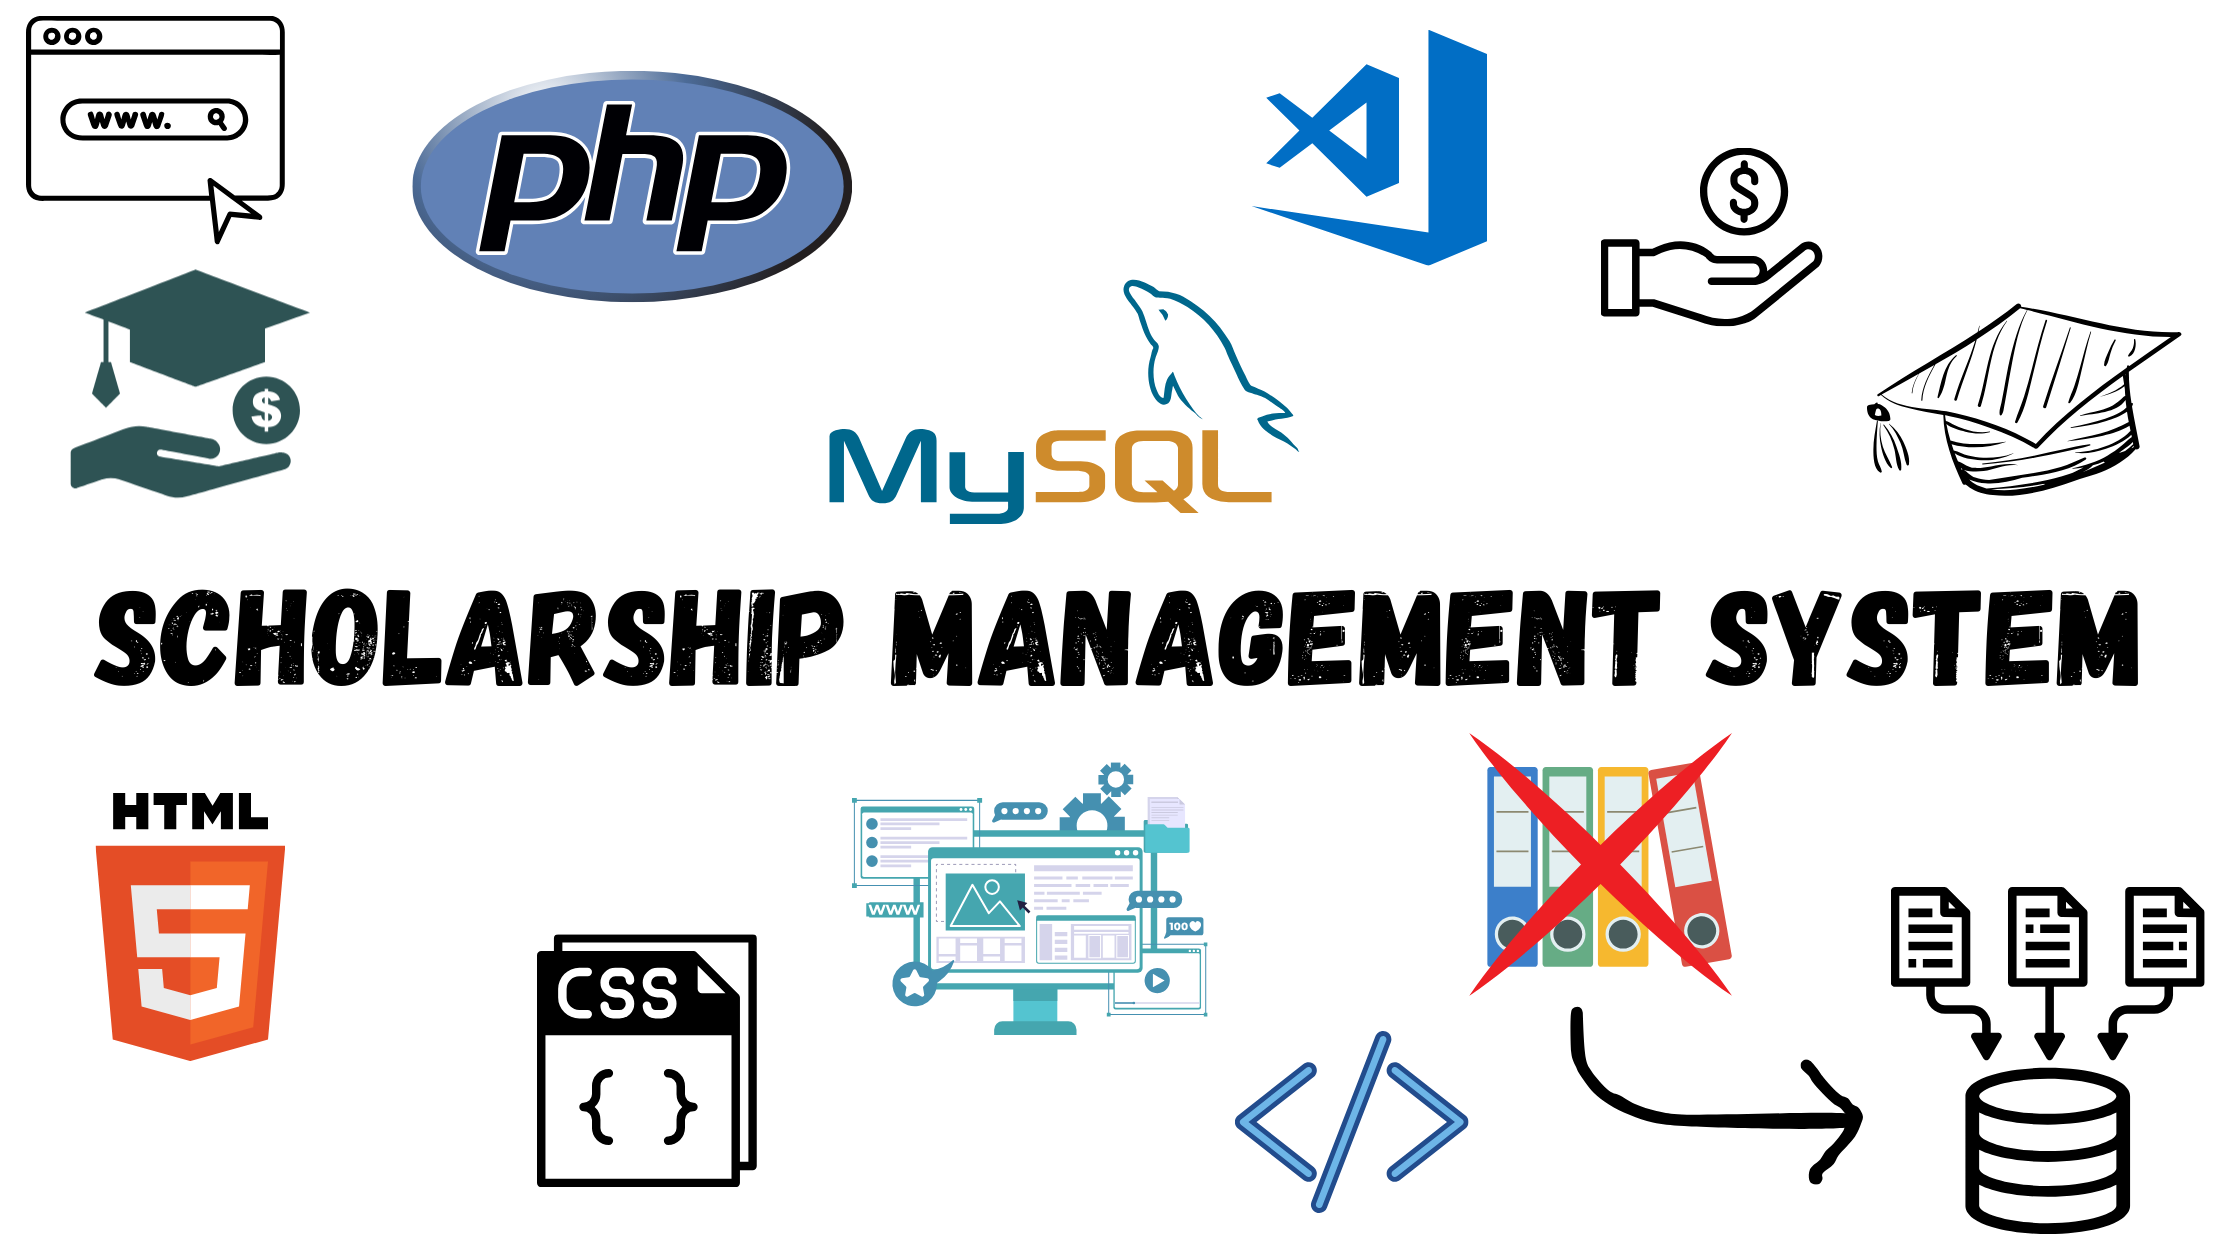 www.
php
$
$
MySQL
SCHOLARSHIP MANAGEMENT SYSTEM
HTML
5
CSS
{ }
WWW
100
</>